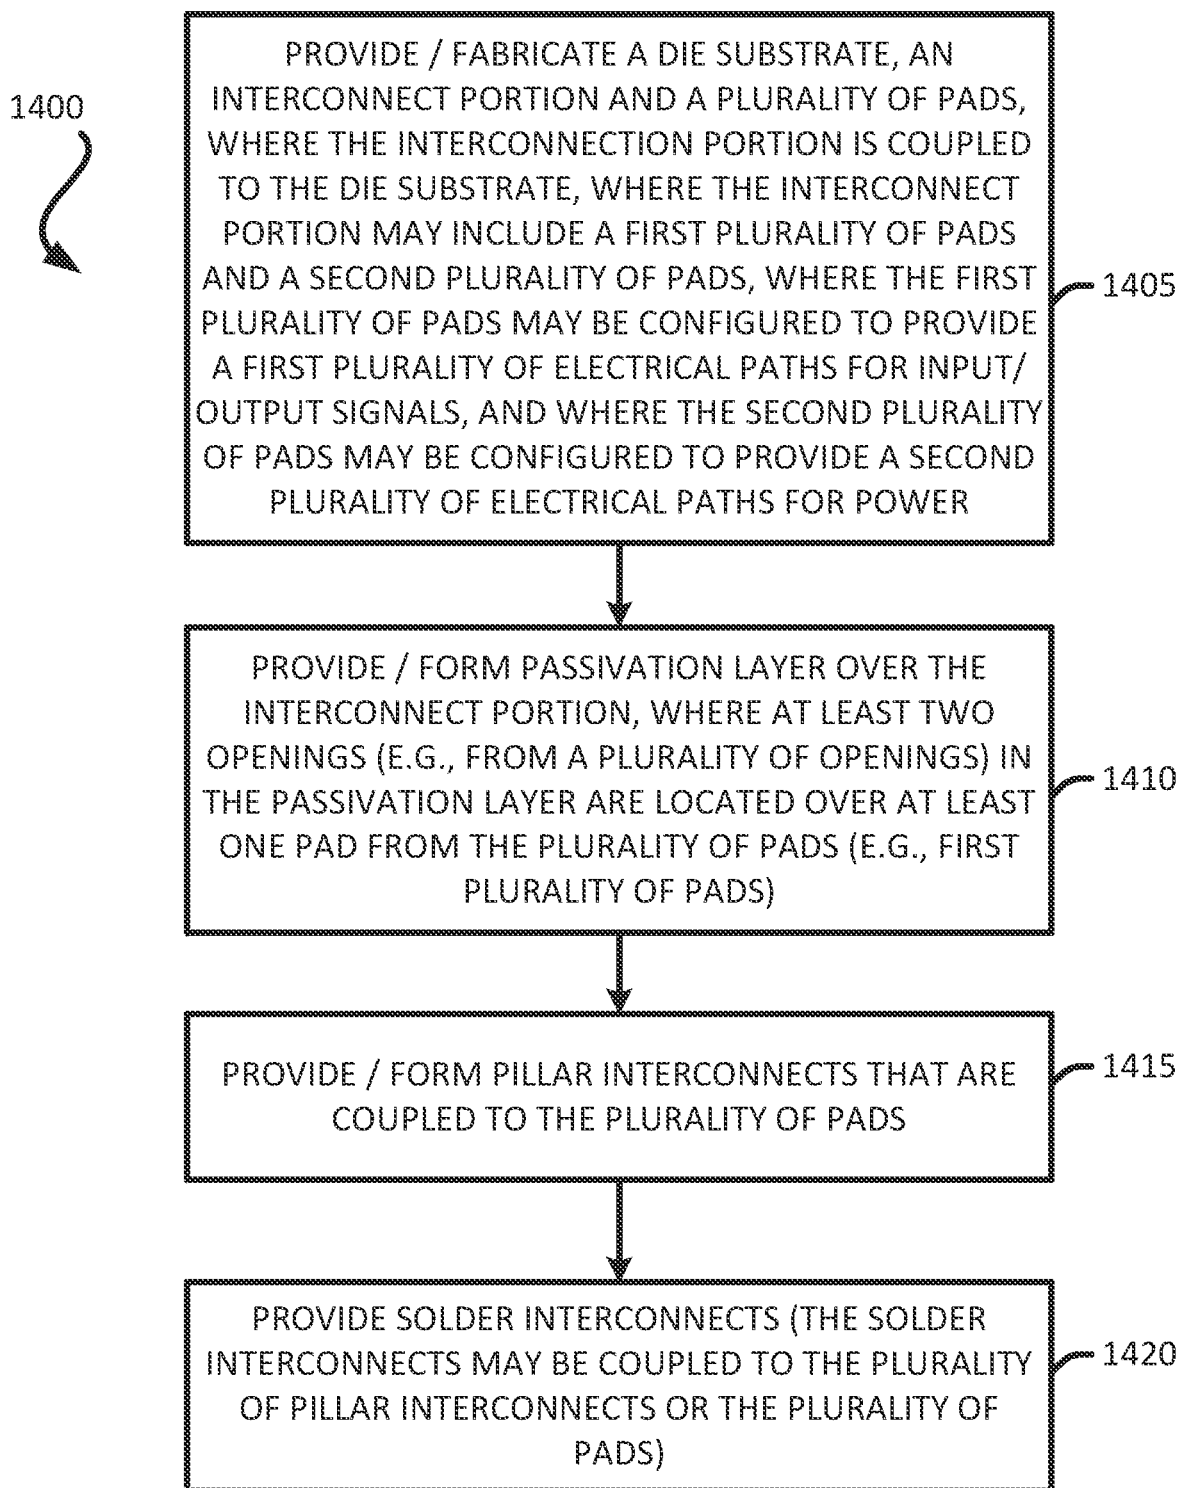 1400
PROVIDE / FABRICATE A DIE SUBSTRATE, AN
INTERCONNECT PORTION AND A PLURALITY OF PADS,
WHERE THE INTERCONNECTION PORTION IS COUPLED
TO THE DIE SUBSTRATE, WHERE THE INTERCONNECT
PORTION MAY INCLUDE A FIRST PLURALITY OF PADS
AND A SECOND PLURALITY OF PADS, WHERE THE FIRST
PLURALITY OF PADS MAY BE CONFIGURED TO PROVIDE
A FIRST PLURALITY OF ELECTRICAL PATHS FOR INPUT/
OUTPUT SIGNALS, AND WHERE THE SECOND PLURALITY
OF PADS MAY BE CONFIGURED TO PROVIDE A SECOND
PLURALITY OF ELECTRICAL PATHS FOR POWER
1405
PROVIDE / FORM PASSIVATION LAYER OVER THE
INTERCONNECT PORTION, WHERE AT LEAST TWO
OPENINGS (E.G., FROM A PLURALITY OF OPENINGS) IN
THE PASSIVATION LAYER ARE LOCATED OVER AT LEAST
ONE PAD FROM THE PLURALITY OF PADS (E.G., FIRST
PLURALITY OF PADS)
1410
PROVIDE / FORM PILLAR INTERCONNECTS THAT ARE
COUPLED TO THE PLURALITY OF PADS
1415
PROVIDE SOLDER INTERCONNECTS (THE SOLDER
INTERCONNECTS MAY BE COUPLED TO THE PLURALITY
OF PILLAR INTERCONNECTS OR THE PLURALITY OF
PADS)
1420